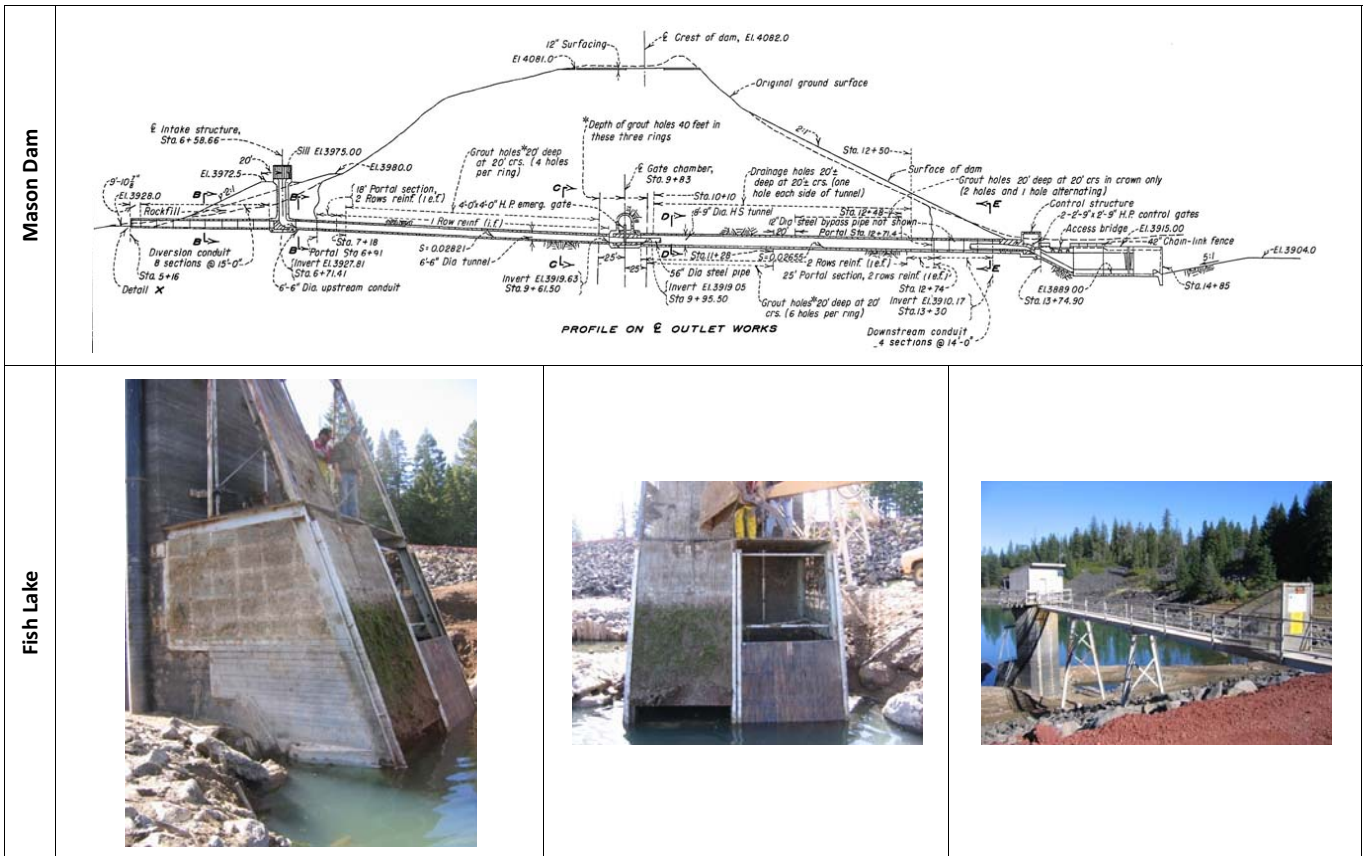 Mason Dam
℄ Crest of dam, El. 4082.0
12" Surfacing
El 4081.0
Original ground surface
2:1
℄ Intake structure,
Sta. 6+58.66
20'
Sill El.3975.00
El.3972.5
El.3980.0
*Depth of grout holes 40 feet in
these three rings
Grout holes*20' deep
at 20' crs. (4 holes
per ring)
℄ Gate chamber,
Sta. 9+83
Sta. 12+50
Drainage holes 20'±
deep at 20'± crs. (one
hole each side of tunnel)
Surface of dam
Grout holes 20' deep at 20' crs in crown only
(2 holes and 1 hole alternating)
Control structure
2-2'-9"x2'-9" H.P. control gates
Access bridge
El.3915.00
42" Chain-link fence
El.3904.0
5:1
El.3928.0
Rockfill
2:1
B
B
18' Portal section,
2 Rows reinf. (i.e.f.)
4'-0"x4'-0" H.P. emerg. gate
1 Row reinf. (i.f.)
C
C
D
D
E
E
Sta. 10+10
8'-9" Dia. H.S tunnel
12" Dia steel bypass pipe not shown
Portal Sta. 12+71.4
20'
Diversion conduit
8 sections @ 15'-0"
Sta. 5+16
Detail X
Sta. 7+18
Portal Sta 6+91
Invert El.3927.81
Sta. 6+71.41
6'-6" Dia. upstream conduit
S=0.02821
6'-6" Dia tunnel
25'
25'
Invert El.3919.63
Sta. 9+61.50
56" Dia steel pipe
Invert El.3919.05
Sta 9+95.50
Sta. 11+28
S=0.02655
2 Rows reinf. (i.e.f.)
25' Portal section, 2 rows reinf. (i.e.f.)
Grout holes*20' deep at 20'
crs. (6 holes per ring)
Sta. 12+74
Invert El.3910.17
Sta. 13+30
Downstream conduit
4 sections @ 14'-0"
El.3889.00
Sta. 13+74.90
Sta. 14+85
PROFILE ON ℄ OUTLET WORKS
Fish Lake